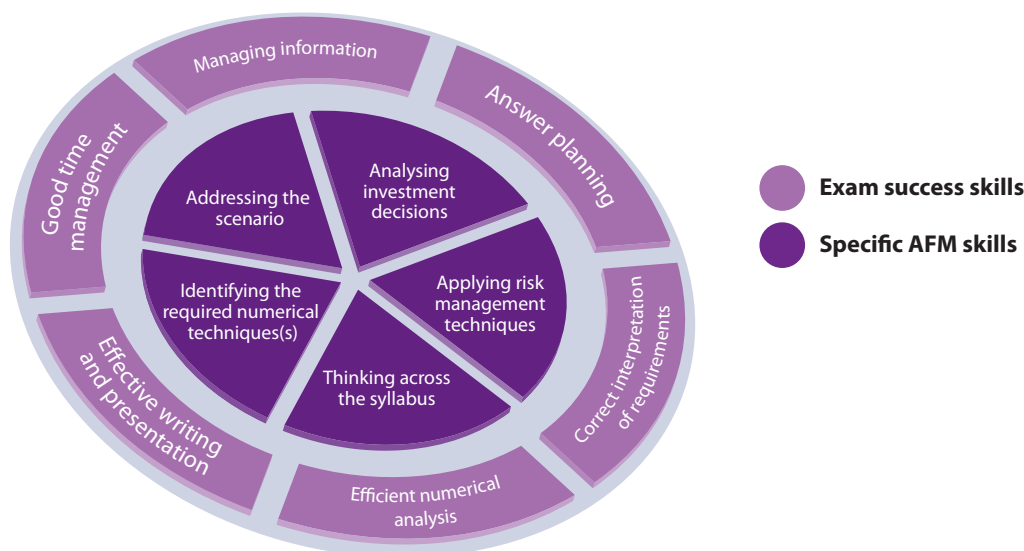 Managing information
Answer planning
Good time
management
Addressing the
scenario
Analysing
investment
decisions
Exam success skills
Specific AFM skills
Identifying the
required numerical
techniques(s)
Applying risk
management
techniques
Correct interpretation
of requirements
Thinking across
the syllabus
Effective writing
and presentation
Efficient numerical
analysis